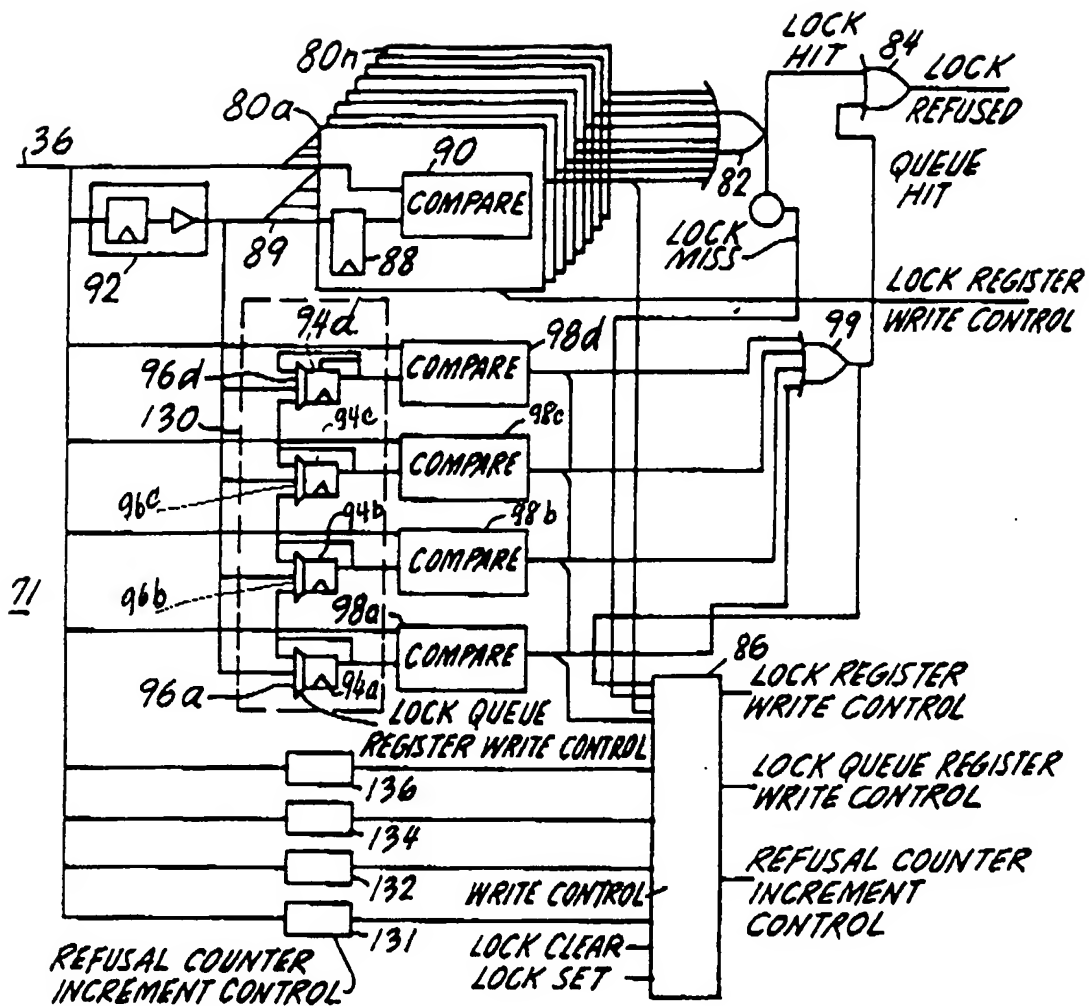 80n
LOCK
HIT
84
LOCK
REFUSED
80a
36
90
COMPARE
82
QUEUE
HIT
LOCK
MISS
92
89
88
LOCK REGISTER
WRITE CONTROL
94d
98d
99
96d
COMPARE
130
94c
98c
COMPARE
96c
94b
98b
COMPARE
71
96b
98a
COMPARE
86
96a
94a
LOCK QUEUE
REGISTER WRITE CONTROL
LOCK REGISTER
WRITE CONTROL
136
LOCK QUEUE REGISTER
WRITE CONTROL
134
132
WRITE CONTROL
REFUSAL COUNTER
INCREMENT
CONTROL
131
LOCK CLEAR
LOCK SET
REFUSAL COUNTER
INCREMENT CONTROL